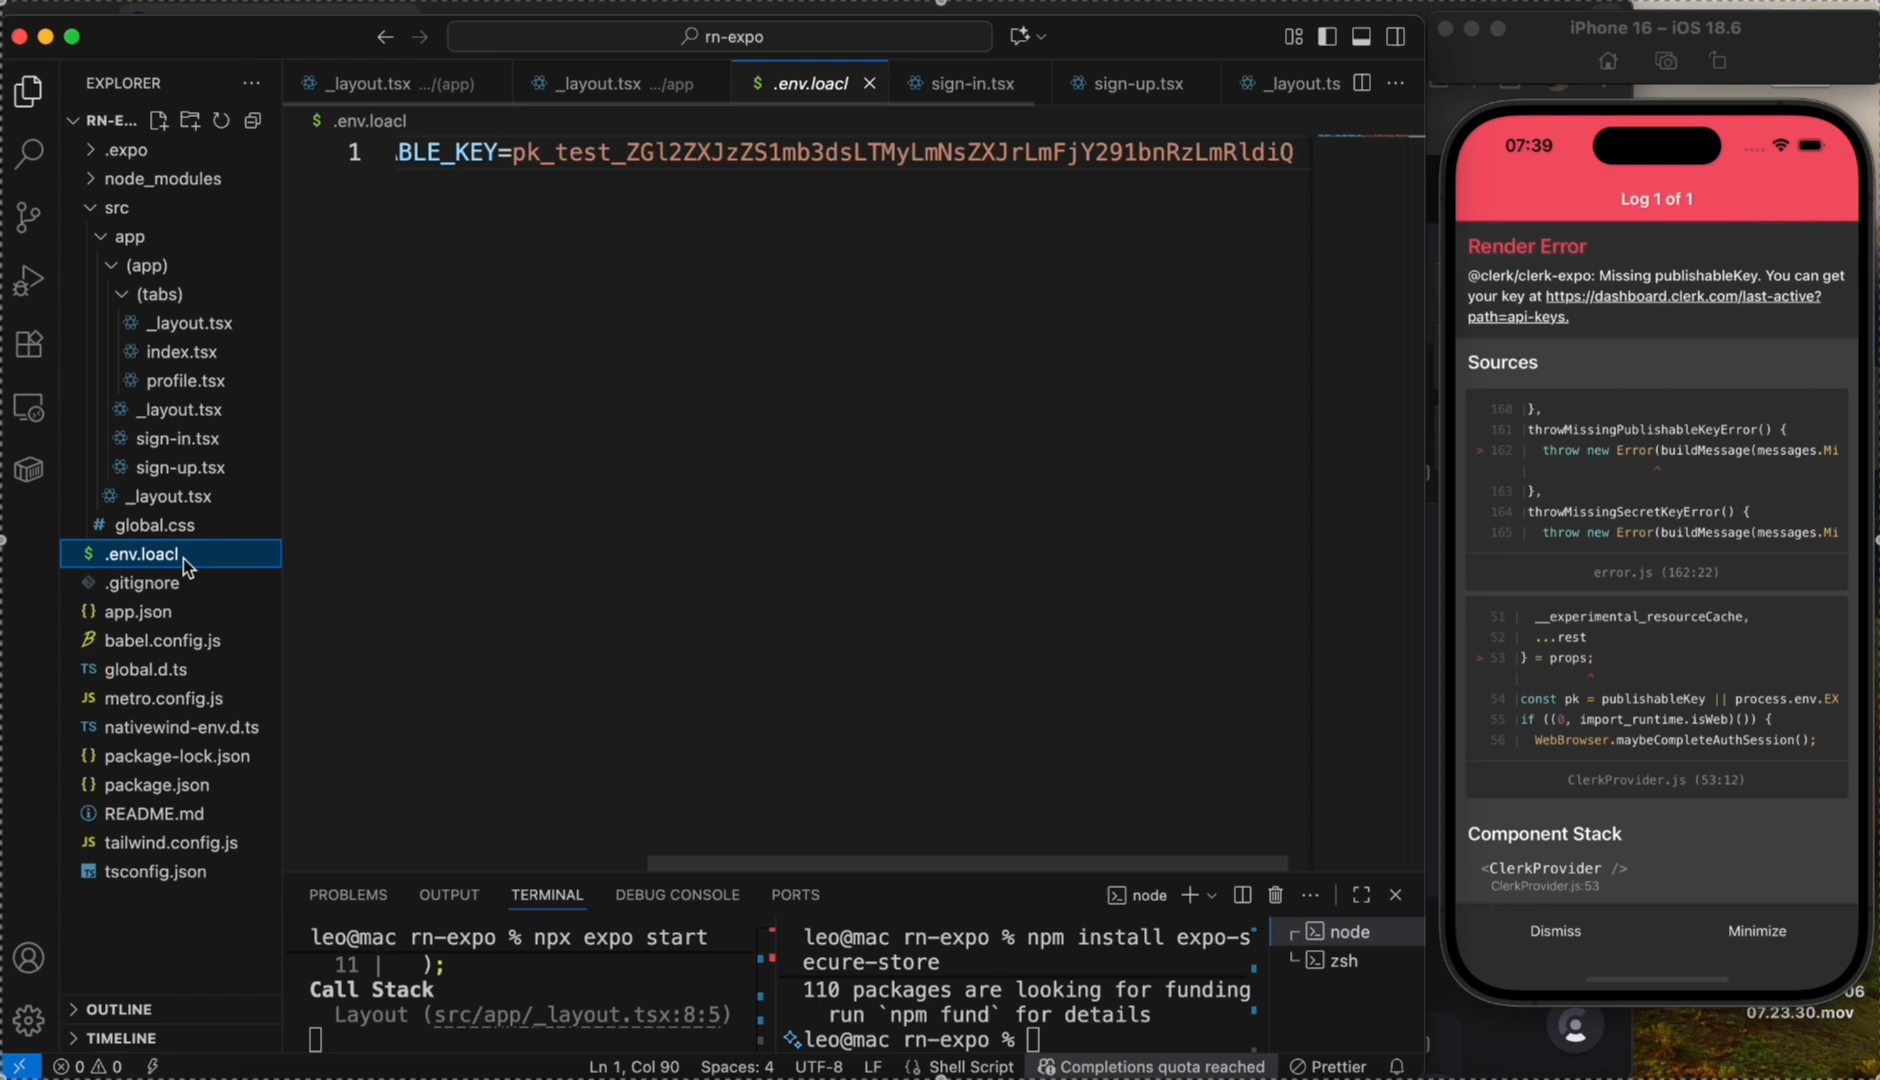 rn-expo
iPhone 16 – iOS 18.6
EXPLORER
_layout.tsx .../(app)
_layout.tsx .../app
$ .env.loacl
sign-in.tsx
sign-up.tsx
_layout.ts
RN-E...
$ .env.loacl
1 BLE_KEY=pk_test_ZGl2ZXJzZS1mb3dsLTMyLmNsZXJrLmFjY291bnRzLmRldiQ
.expo
node_modules
src
app
(app)
(tabs)
_layout.tsx
index.tsx
profile.tsx
_layout.tsx
sign-in.tsx
sign-up.tsx
_layout.tsx
# global.css
$ .env.loacl
.gitignore
{} app.json
babel.config.js
TS global.d.ts
JS metro.config.js
TS nativewind-env.d.ts
{} package-lock.json
{} package.json
README.md
JS tailwind.config.js
TS tsconfig.json
OUTLINE
TIMELINE
07:39
Log 1 of 1
Render Error
@clerk/clerk-expo: Missing publishableKey. You can get
your key at https://dashboard.clerk.com/last-active?
path=api-keys.
Sources
160 | },
161 | throwMissingPublishableKeyError() {
> 162 | throw new Error(buildMessage(messages.Mi
| ^
163 | },
164 | throwMissingSecretKeyError() {
165 | throw new Error(buildMessage(messages.Mi
error.js (162:22)
51 | __experimental_resourceCache,
52 | ...rest
> 53 | } = props;
| ^
54 | const pk = publishableKey || process.env.EX
55 | if ((0, import_runtime.isWeb)()) {
56 | WebBrowser.maybeCompleteAuthSession();
ClerkProvider.js (53:12)
Component Stack
<ClerkProvider />
ClerkProvider.js:53
Dismiss
Minimize
06
07.23.30.mov
PROBLEMS
OUTPUT
TERMINAL
DEBUG CONSOLE
PORTS
node
leo@mac rn-expo % npx expo start
11 | );
Call Stack
Layout (src/app/_layout.tsx:8:5)
leo@mac rn-expo % npm install expo-s
ecure-store
110 packages are looking for funding
run `npm fund` for details
leo@mac rn-expo %
node
zsh
0
0
Ln 1, Col 90
Spaces: 4
UTF-8
LF
Shell Script
Completions quota reached
Prettier